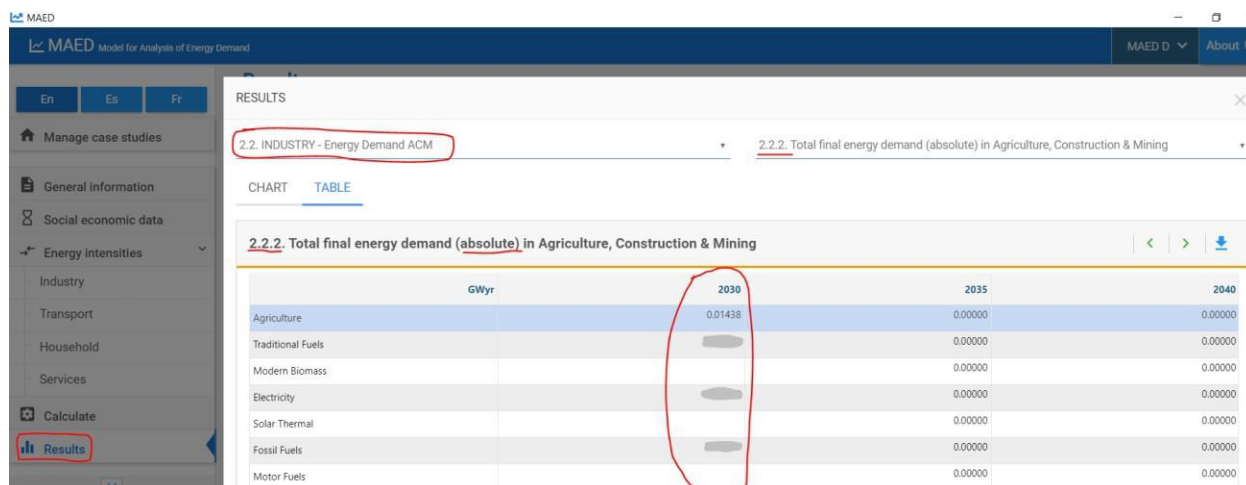 MAED
MAED Model for Analysis of Energy Demand
MAED D
About
En Es Fr
Manage case studies
General information
Social economic data
Energy intensities
Industry
Transport
Household
Services
Calculate
Results
RESULTS
2.2. INDUSTRY - Energy Demand ACM
2.2.2. Total final energy demand (absolute) in Agriculture, Construction & Mining
CHART TABLE
2.2.2. Total final energy demand (absolute) in Agriculture, Construction & Mining
GWyr 2030 2035 2040
Agriculture 0.01438 0.00000 0.00000
Traditional Fuels 0.00000 0.00000
Modern Biomass 0.00000 0.00000
Electricity 0.00000 0.00000
Solar Thermal 0.00000 0.00000
Fossil Fuels 0.00000 0.00000
Motor Fuels 0.00000 0.00000